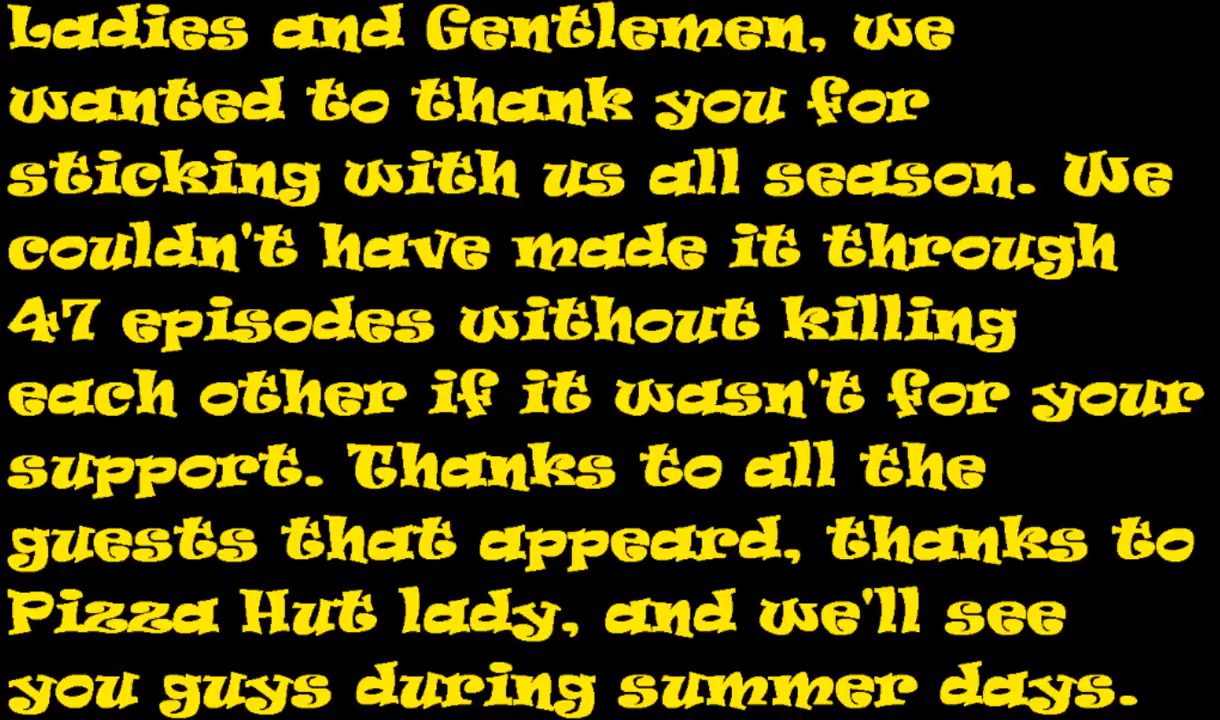 Ladies and Gentlemen, we
wanted to thank you for
sticking with us all season. We
couldn't have made it through
47 episodes without killing
each other if it wasn't for your
support. Thanks to all the
guests that appeard, thanks to
Pizza Hut lady, and we'll see
you guys during summer days.